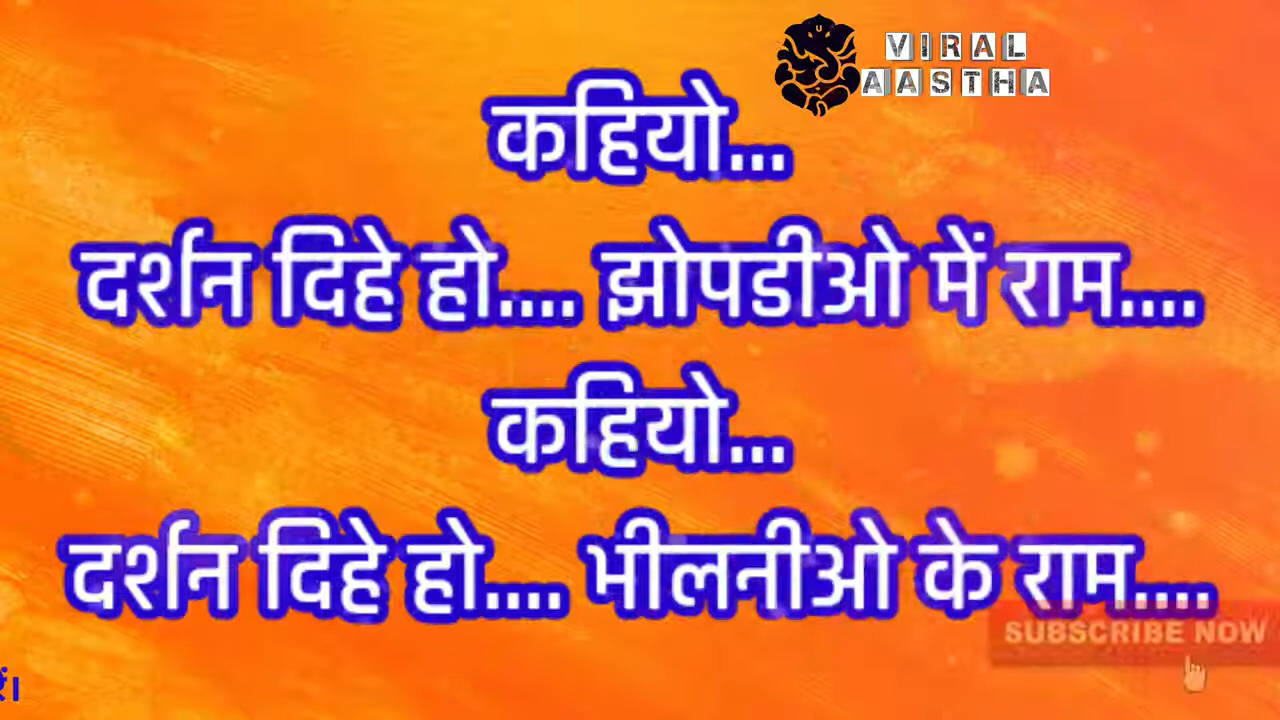 VIRAL
AASTHA
कहियो...
दर्शन दिहे हो.... झोपडीओ में राम....
कहियो...
दर्शन दिहे हो.... भीलनीओ के राम....
SUBSCRIBE NOW